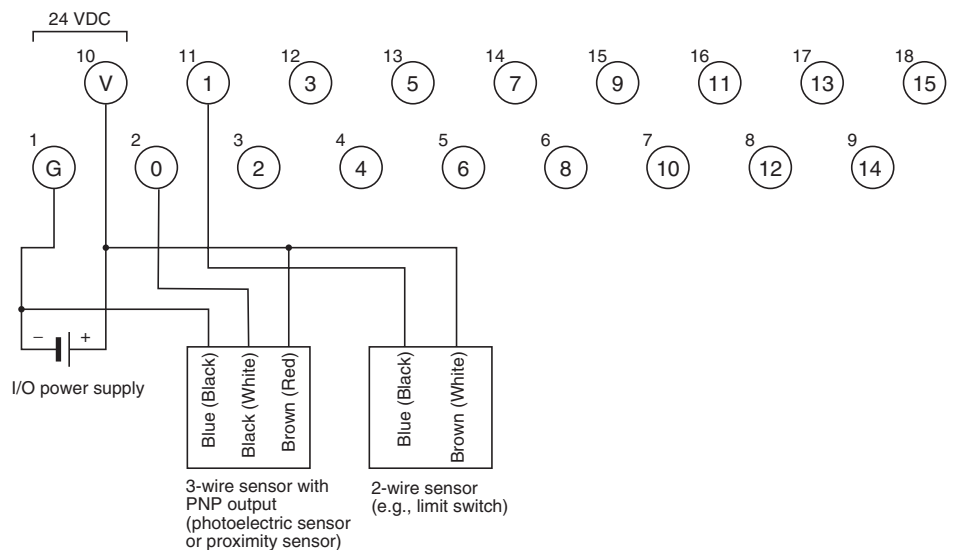 24 VDC
10 11 12 13 14 15 16 17 18
V 1 3 5 7 9 11 13 15
1 2 3 4 5 6 7 8 9
G 0 2 4 6 8 10 12 14
– +
I/O power supply
Blue (Black)
Black (White)
Brown (Red)
Blue (Black)
Brown (White)
3-wire sensor with
PNP output
(photoelectric sensor
or proximity sensor)
2-wire sensor
(e.g., limit switch)